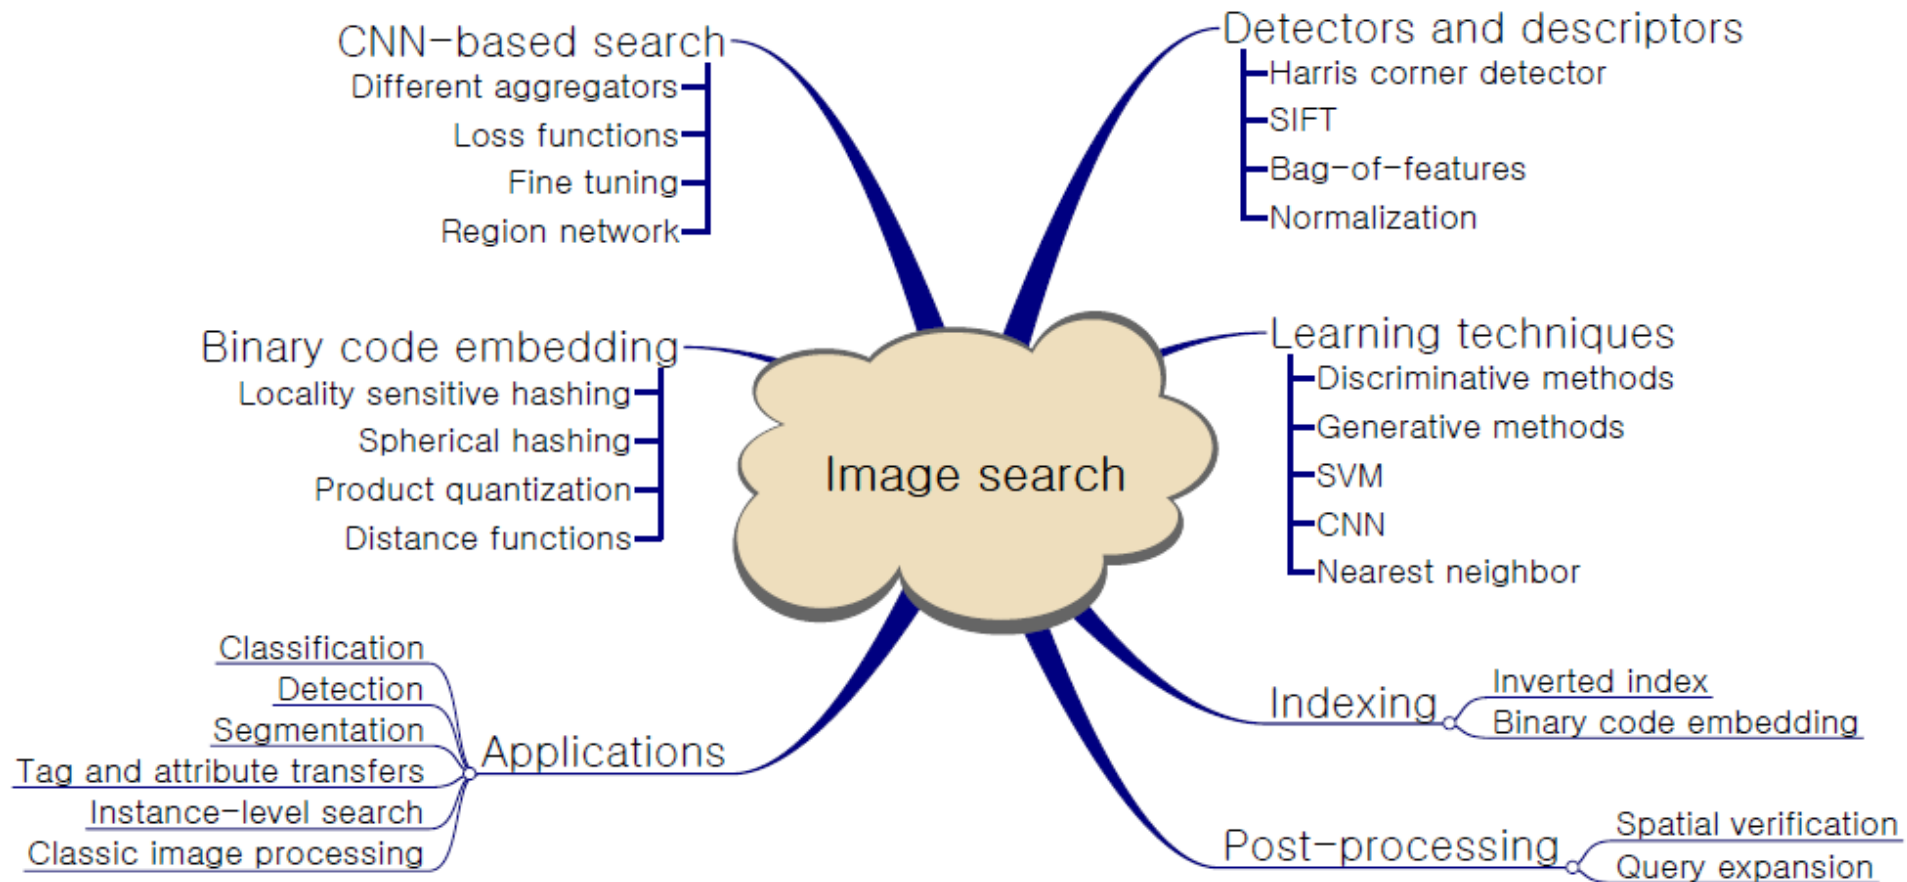 CNN-based search
Different aggregators
Loss functions
Fine tuning
Region network
Binary code embedding
Locality sensitive hashing
Spherical hashing
Product quantization
Distance functions
Applications
Classification
Detection
Segmentation
Tag and attribute transfers
Instance-level search
Classic image processing
Image search
Detectors and descriptors
Harris corner detector
SIFT
Bag-of-features
Normalization
Learning techniques
Discriminative methods
Generative methods
SVM
CNN
Nearest neighbor
Indexing
Inverted index
Binary code embedding
Post-processing
Spatial verification
Query expansion